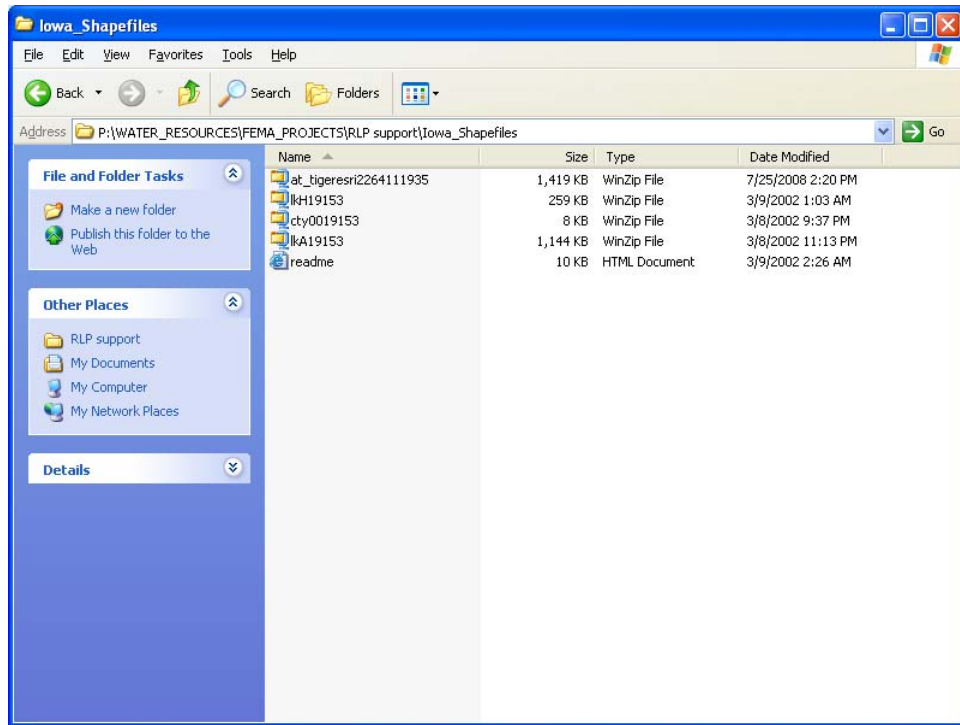 Iowa_Shapefiles
File Edit View Favorites Tools Help
Back Search Folders
Address P:\WATER_RESOURCES\FEMA_PROJECTS\RLP support\Iowa_Shapefiles Go
File and Folder Tasks
Make a new folder
Publish this folder to the
Web
Other Places
RLP support
My Documents
My Computer
My Network Places
Details
Name Size Type Date Modified
at_tigeresri2264111935 1,419 KB WinZip File 7/25/2008 2:20 PM
lkH19153 259 KB WinZip File 3/9/2002 1:03 AM
cty0019153 8 KB WinZip File 3/8/2002 9:37 PM
lkA19153 1,144 KB WinZip File 3/8/2002 11:13 PM
readme 10 KB HTML Document 3/9/2002 2:26 AM